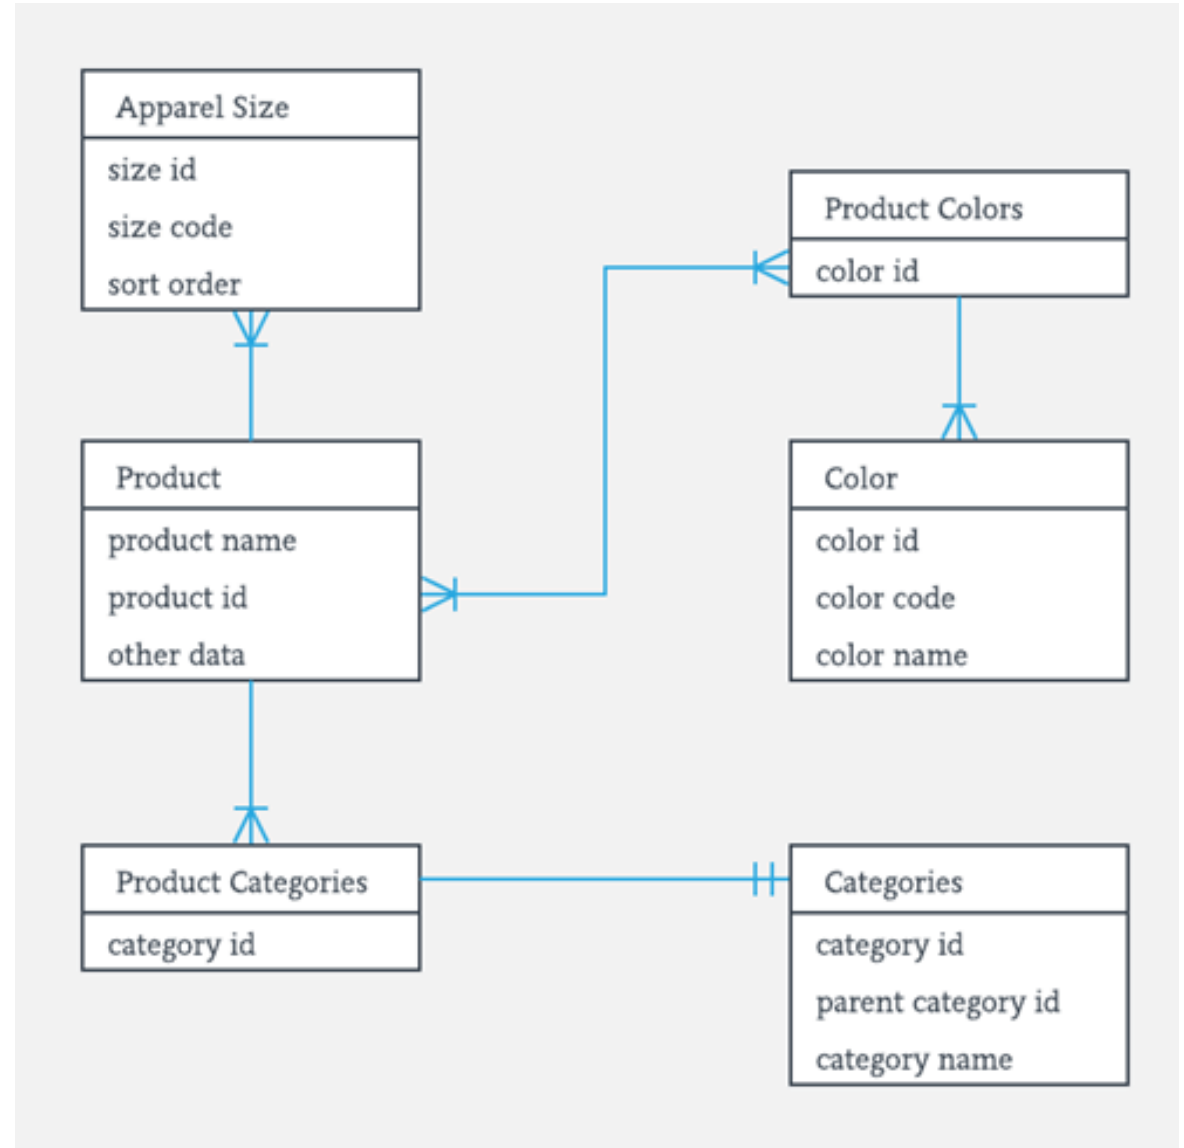 Apparel Size
size id
size code
sort order
Product Colors
color id
Product
product name
product id
other data
Color
color id
color code
color name
Product Categories
category id
Categories
category id
parent category id
category name